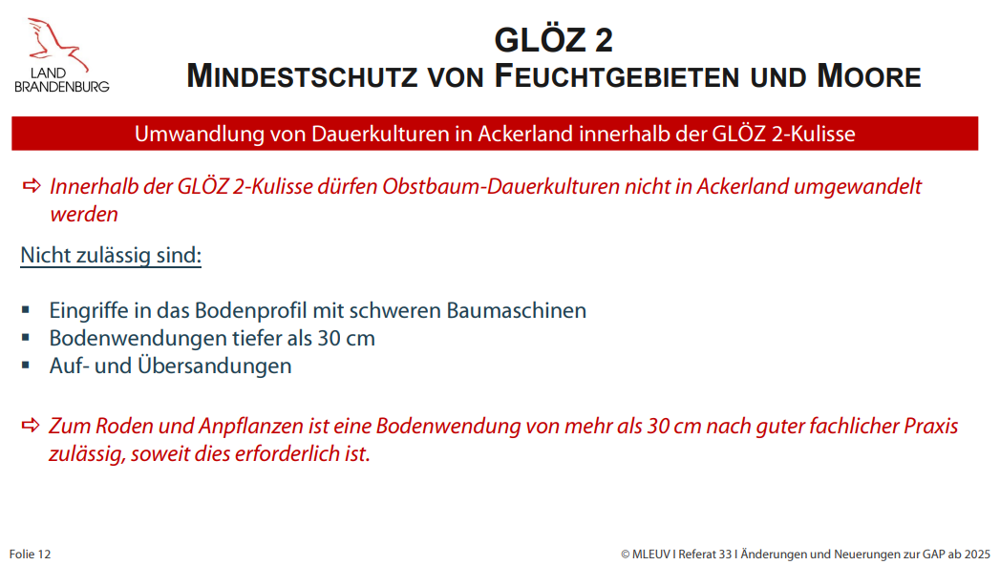 LAND
BRANDENBURG
GLÖZ 2
MINDESTSCHUTZ VON FEUCHTGEBIETEN UND MOORE
Umwandlung von Dauerkulturen in Ackerland innerhalb der GLÖZ 2-Kulisse
⇨ Innerhalb der GLÖZ 2-Kulisse dürfen Obstbaum-Dauerkulturen nicht in Ackerland umgewandelt
werden
Nicht zulässig sind:
▪ Eingriffe in das Bodenprofil mit schweren Baumaschinen
▪ Bodenwendungen tiefer als 30 cm
▪ Auf- und Übersandungen
⇨ Zum Roden und Anpflanzen ist eine Bodenwendung von mehr als 30 cm nach guter fachlicher Praxis
zulässig, soweit dies erforderlich ist.
Folie 12
© MLEUV I Referat 33 I Änderungen und Neuerungen zur GAP ab 2025